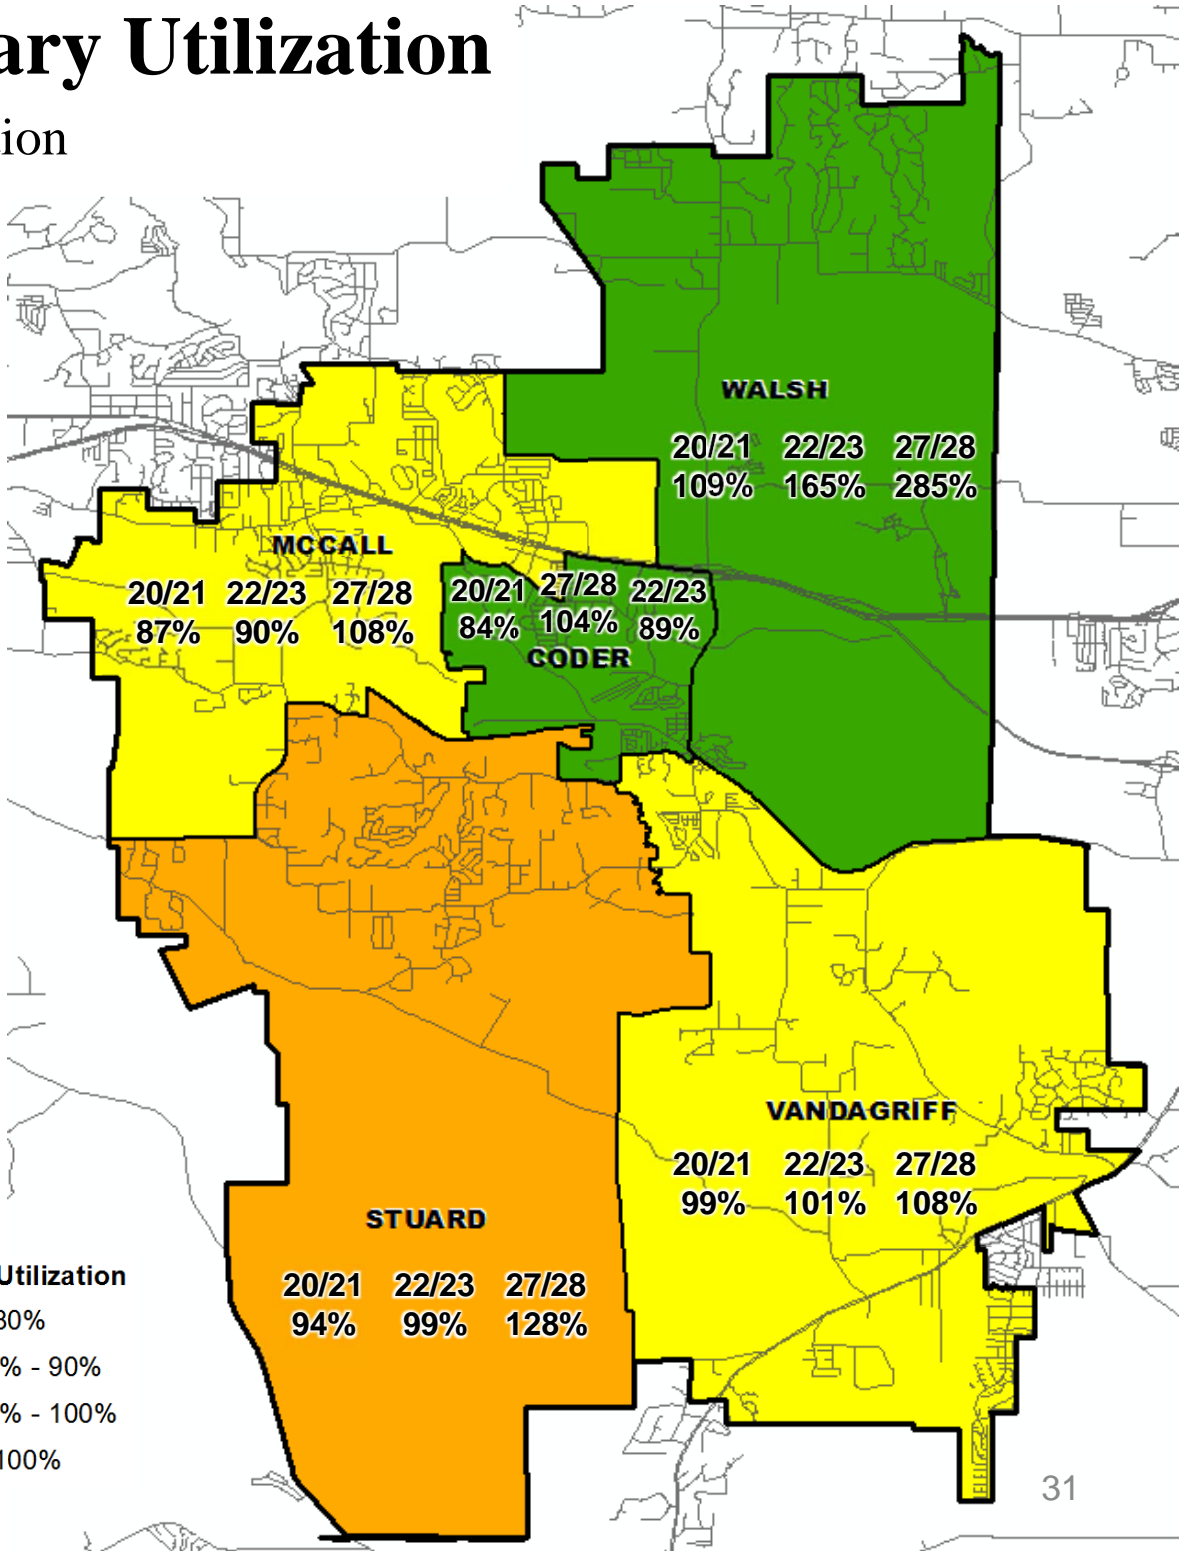 ary Utilization
tion
WALSH
20/21 22/23 27/28
109% 165% 285%
MCCALL
20/21 22/23 27/28
87% 90% 108%
20/21 27/28 22/23
84% 104% 89%
CODER
VANDAGRIFF
20/21 22/23 27/28
99% 101% 108%
STUARD
20/21 22/23 27/28
94% 99% 128%
Utilization
80%
% - 90%
% - 100%
100%
31